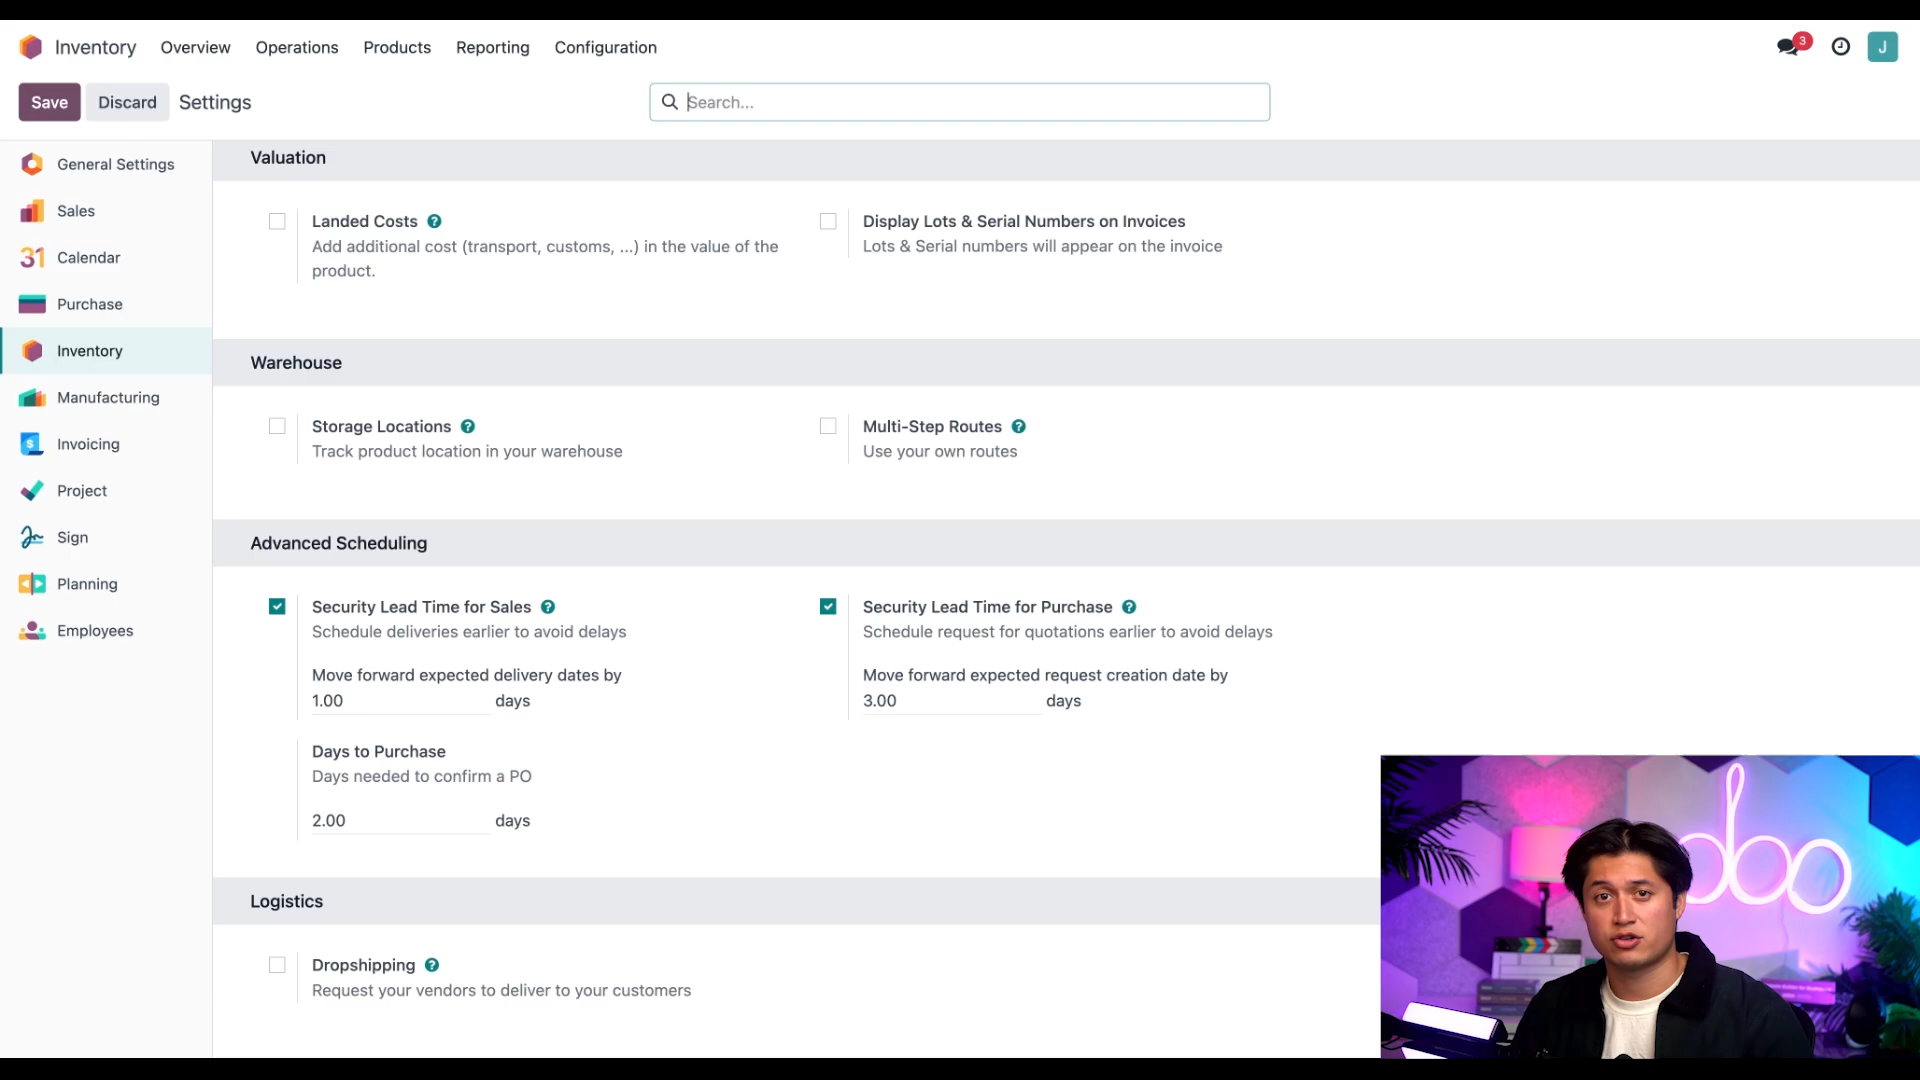 Inventory Overview Operations Products Reporting Configuration 3 J
Save Discard Settings Search...
General Settings
Sales
31 Calendar
Purchase
Inventory
Manufacturing
$ Invoicing
Project
Sign
Planning
Employees
Valuation
Landed Costs ?
Add additional cost (transport, customs, ...) in the value of the
product.
Display Lots & Serial Numbers on Invoices
Lots & Serial numbers will appear on the invoice
Warehouse
Storage Locations ?
Track product location in your warehouse
Multi-Step Routes ?
Use your own routes
Advanced Scheduling
Security Lead Time for Sales ?
Schedule deliveries earlier to avoid delays
Move forward expected delivery dates by
1.00 days
Security Lead Time for Purchase ?
Schedule request for quotations earlier to avoid delays
Move forward expected request creation date by
3.00 days
Days to Purchase
Days needed to confirm a PO
2.00 days
Logistics
Dropshipping ?
Request your vendors to deliver to your customers